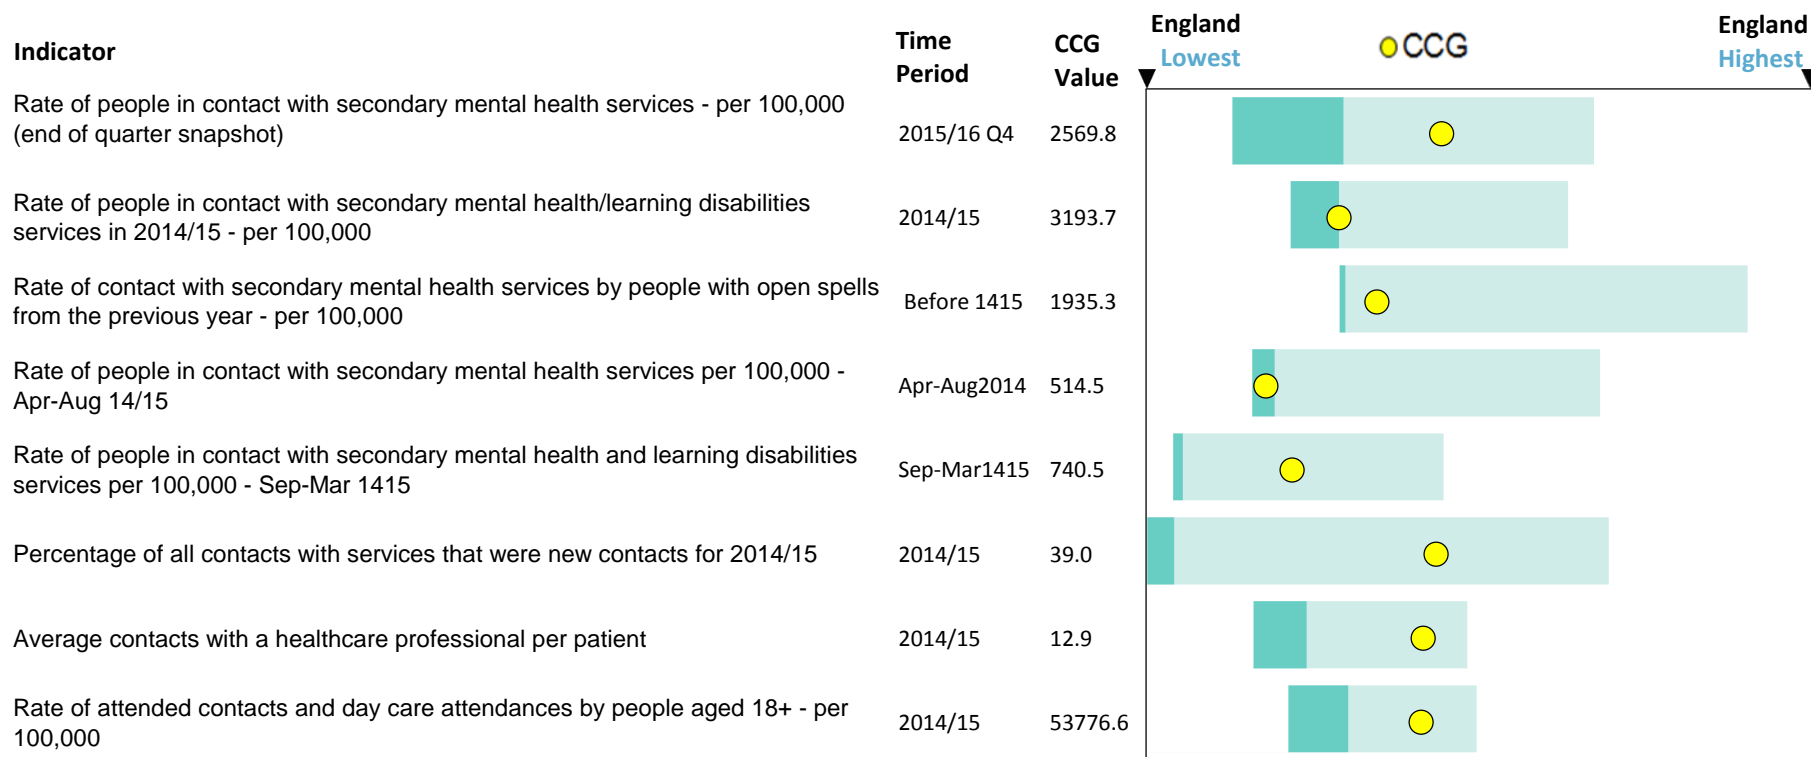 Indicator
Time
Period
CCG
Value
England
Lowest
CCG
England
Highest
Rate of people in contact with secondary mental health services - per 100,000
(end of quarter snapshot)
2015/16 Q4
2569.8
Rate of people in contact with secondary mental health/learning disabilities
services in 2014/15 - per 100,000
2014/15
3193.7
Rate of contact with secondary mental health services by people with open spells
from the previous year - per 100,000
Before 1415
1935.3
Rate of people in contact with secondary mental health services per 100,000 -
Apr-Aug 14/15
Apr-Aug2014
514.5
Rate of people in contact with secondary mental health and learning disabilities
services per 100,000 - Sep-Mar 1415
Sep-Mar1415
740.5
Percentage of all contacts with services that were new contacts for 2014/15
2014/15
39.0
Average contacts with a healthcare professional per patient
2014/15
12.9
Rate of attended contacts and day care attendances by people aged 18+ - per
100,000
2014/15
53776.6